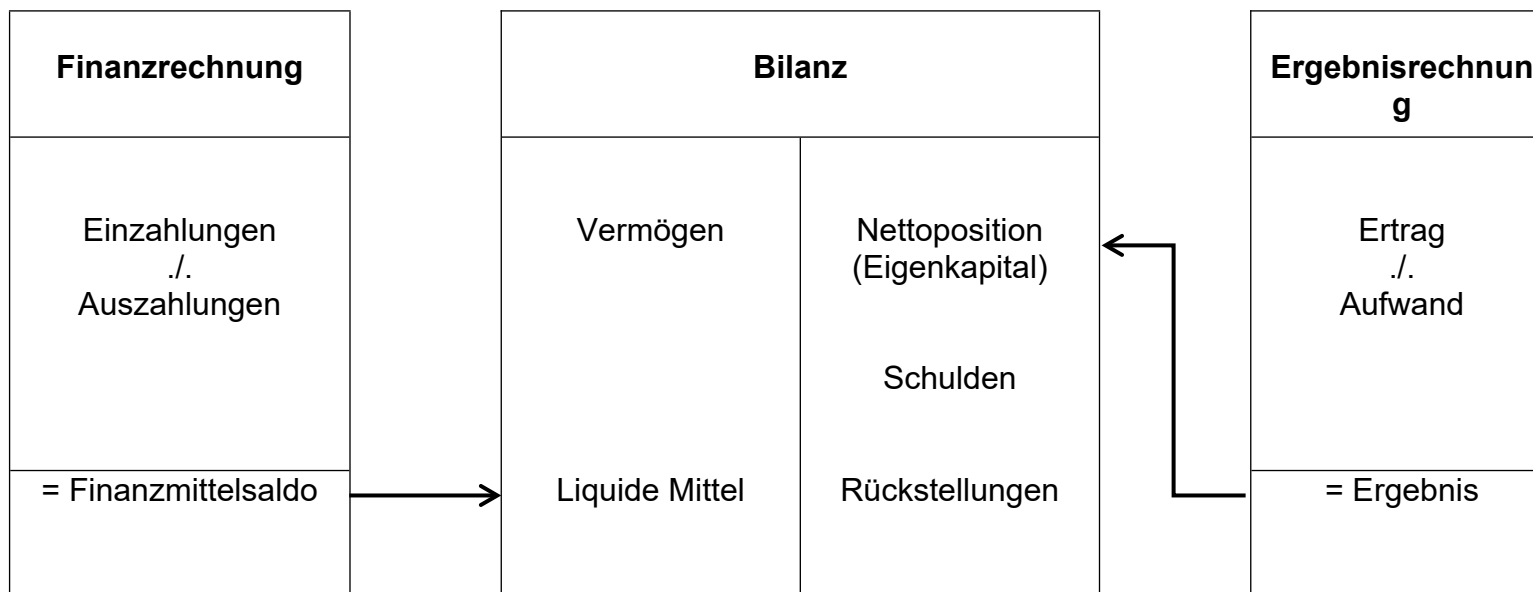 Finanzrechnung
Bilanz
Ergebnisrechnun
g
Einzahlungen
./.
Auszahlungen
= Finanzmittelsaldo
Vermögen
Liquide Mittel
Nettoposition
(Eigenkapital)
Schulden
Rückstellungen
Ertrag
./.
Aufwand
= Ergebnis